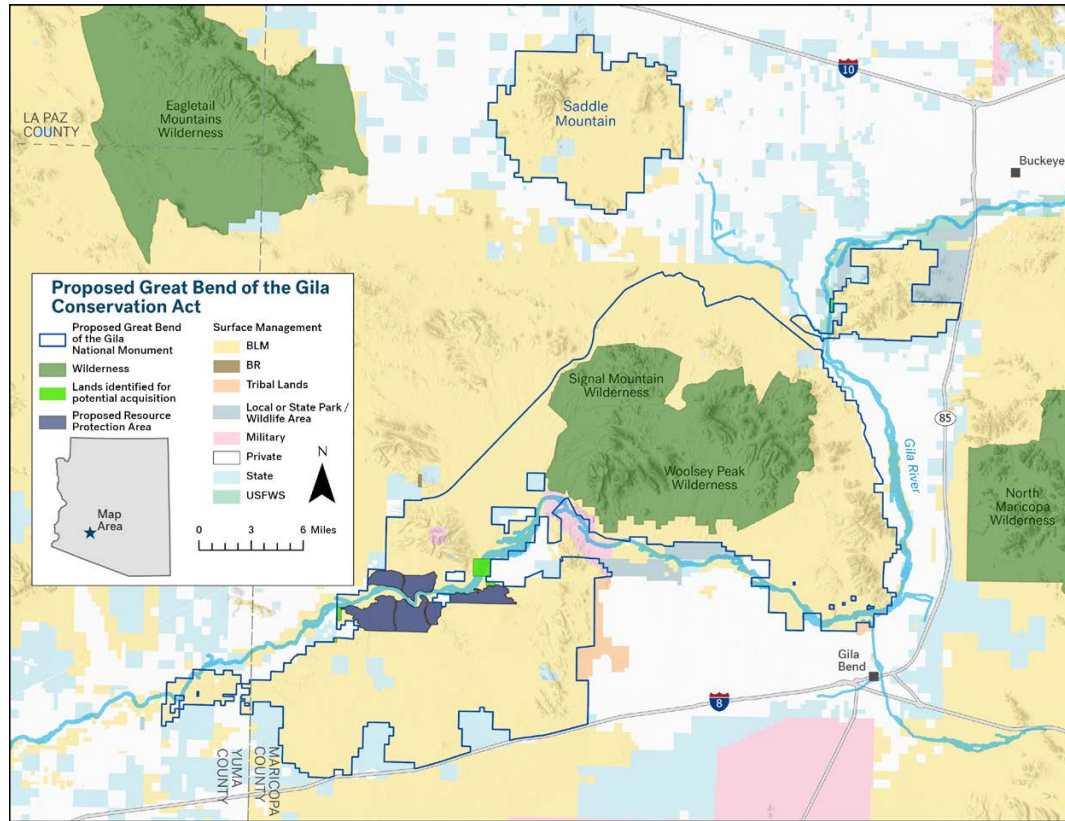 Eagletail
Mountains
Wilderness
LA PAZ
COUNTY
Saddle
Mountain
10
Buckeye
Proposed Great Bend of the Gila
Conservation Act
Proposed Great Bend
of the Gila
National Monument
Wilderness
Lands identified for
potential acquisition
Proposed Resource
Protection Area
Surface Management
BLM
BR
Tribal Lands
Local or State Park /
Wildlife Area
Military
Private
State
USFWS
Map
Area
N
0 3 6 Miles
Signal Mountain
Wilderness
Woolsey Peak
Wilderness
Gila River
85
North
Maricopa
Wilderness
Gila
Bend
8
YUMA
COUNTY
MARICOPA
COUNTY